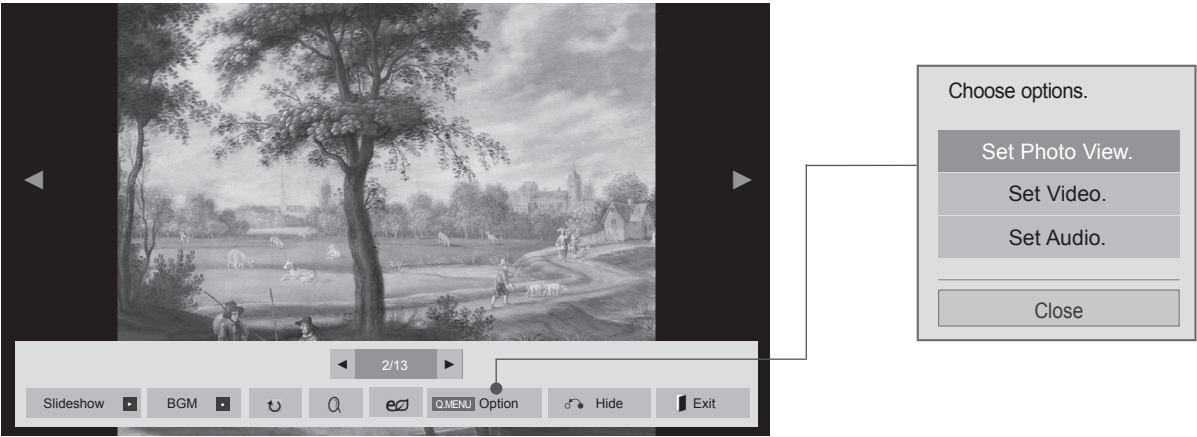 2/13
Slideshow BGM Q.MENU Option Hide Exit
Choose options.
Set Photo View.
Set Video.
Set Audio.
Close